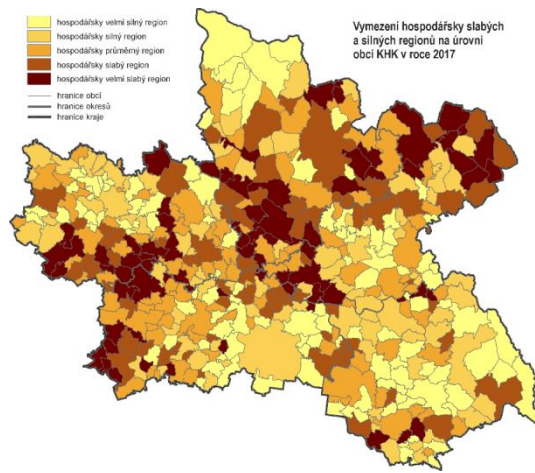 hospodářsky velmi silný region
hospodářsky silný region
hospodářsky průměrný region
hospodářsky slabý region
hospodářsky velmi slabý region
hranice obcí
hranice okresů
hranice kraje
Vymezení hospodářsky slabých
a silných regionů na úrovni
obcí KHK v roce 2017